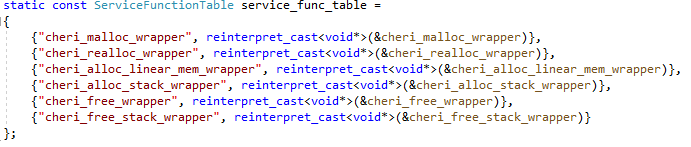 static const ServiceFunctionTable service_func_table =
{
    {"cheri_malloc_wrapper", reinterpret_cast<void*>(&cheri_malloc_wrapper)},
    {"cheri_realloc_wrapper", reinterpret_cast<void*>(&cheri_realloc_wrapper)},
    {"cheri_alloc_linear_mem_wrapper", reinterpret_cast<void*>(&cheri_alloc_linear_mem_wrapper)},
    {"cheri_alloc_stack_wrapper", reinterpret_cast<void*>(&cheri_alloc_stack_wrapper)},
    {"cheri_free_wrapper", reinterpret_cast<void*>(&cheri_free_wrapper)},
    {"cheri_free_stack_wrapper", reinterpret_cast<void*>(&cheri_free_stack_wrapper)}
};